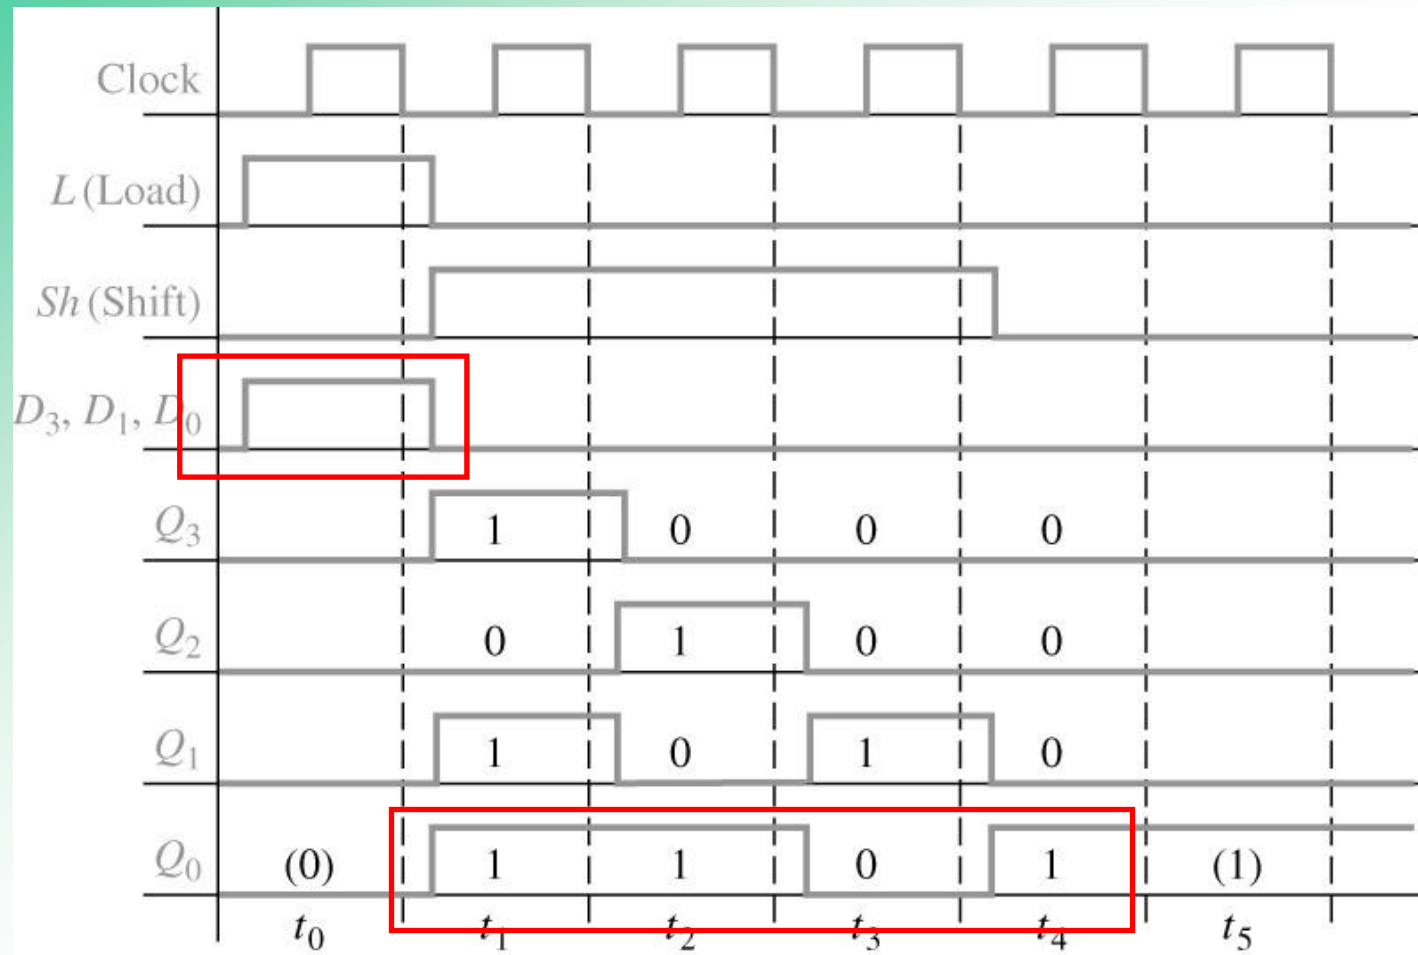 Clock
L (Load)
Sh (Shift)
D₃, D₁, D₀
Q₃ 1 0 0 0
Q₂ 0 1 0 0
Q₁ 1 0 1 0
Q₀ (0) 1 1 0 1 (1)
t₀ t₁ t₂ t₃ t₄ t₅